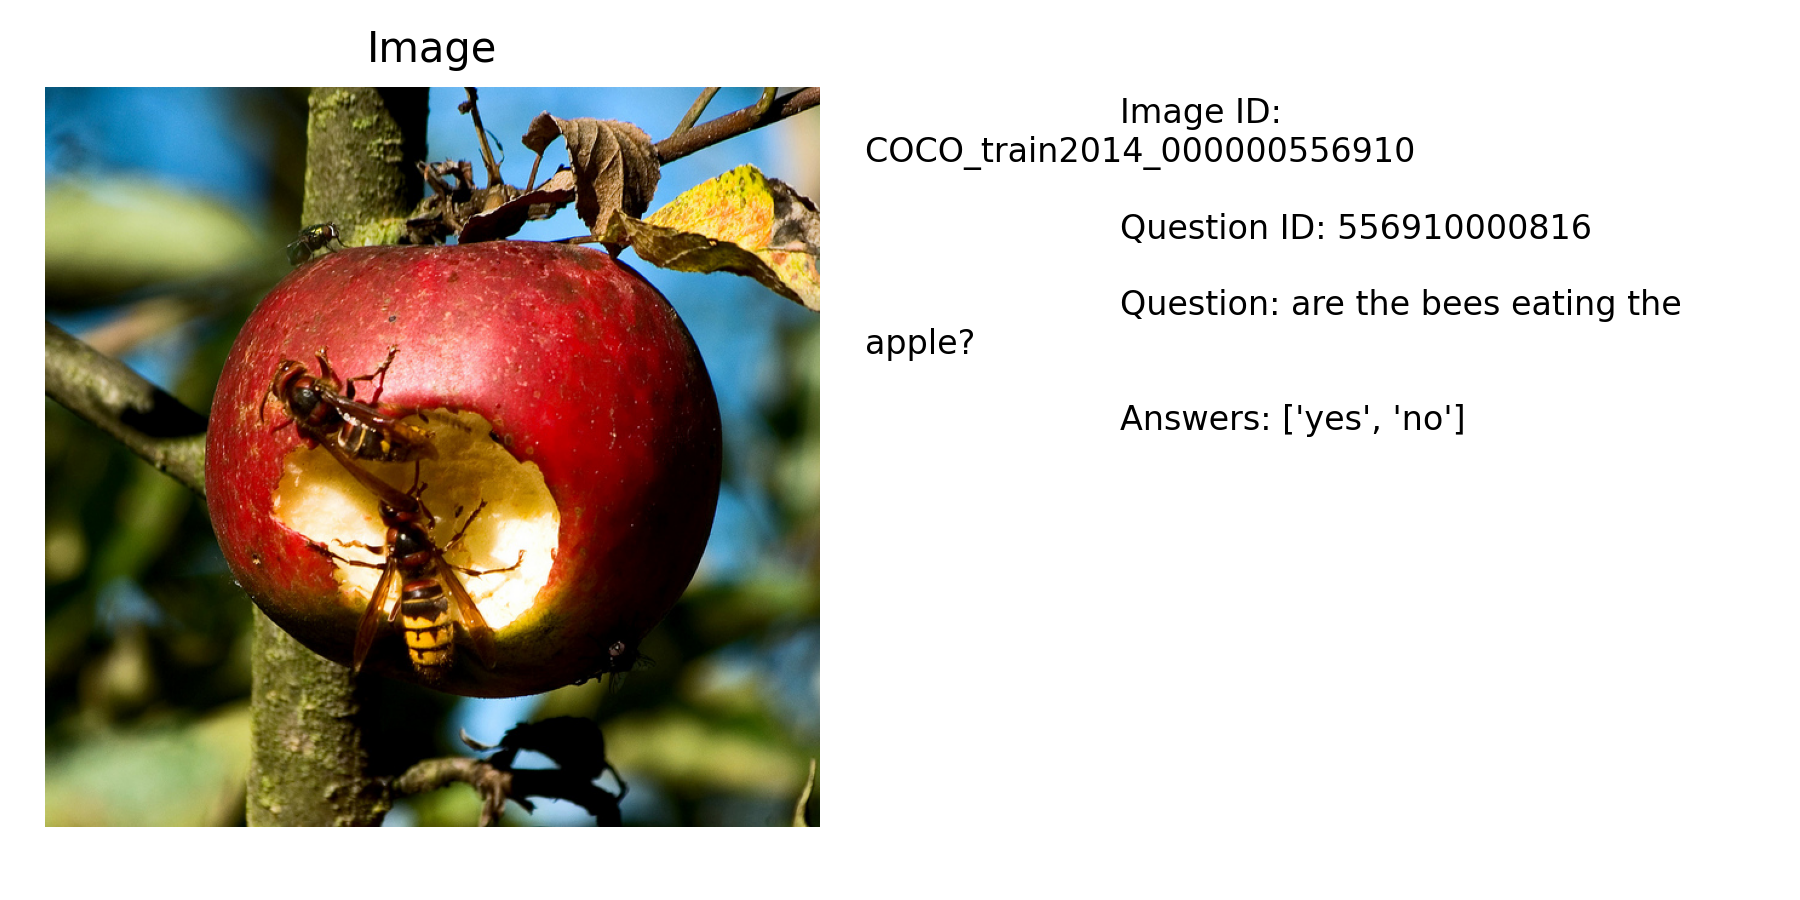 Image
Image ID:
COCO_train2014_000000556910
Question ID: 556910000816
Question: are the bees eating the
apple?
Answers: ['yes', 'no']